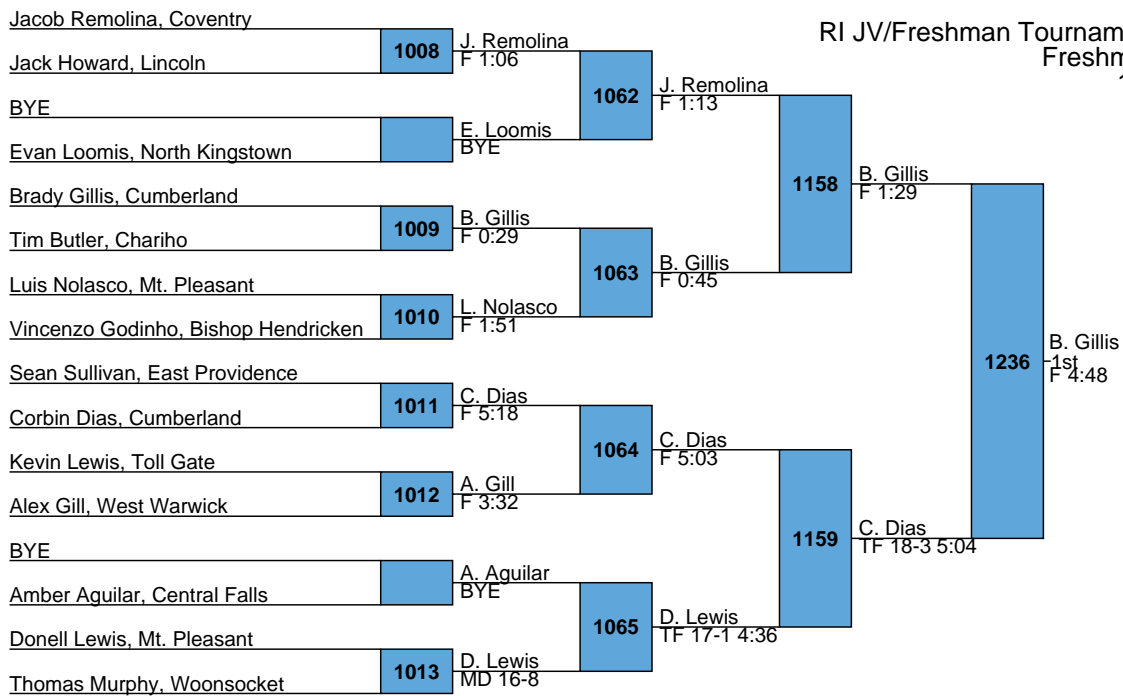 RI JV/Freshman Tournam
Freshm
Jacob Remolina, Coventry
Jack Howard, Lincoln
BYE
Evan Loomis, North Kingstown
Brady Gillis, Cumberland
Tim Butler, Chariho
Luis Nolasco, Mt. Pleasant
Vincenzo Godinho, Bishop Hendricken
Sean Sullivan, East Providence
Corbin Dias, Cumberland
Kevin Lewis, Toll Gate
Alex Gill, West Warwick
BYE
Amber Aguilar, Central Falls
Donell Lewis, Mt. Pleasant
Thomas Murphy, Woonsocket
1008
1009
1010
1011
1012
1013
J. Remolina
F 1:06
E. Loomis
BYE
B. Gillis
F 0:29
L. Nolasco
F 1:51
C. Dias
F 5:18
A. Gill
F 3:32
A. Aguilar
BYE
D. Lewis
MD 16-8
1062
1063
1064
1065
J. Remolina
F 1:13
B. Gillis
F 0:45
C. Dias
F 5:03
D. Lewis
TF 17-1 4:36
1158
1159
B. Gillis
F 1:29
C. Dias
TF 18-3 5:04
1236
B. Gillis
1st
F 4:48